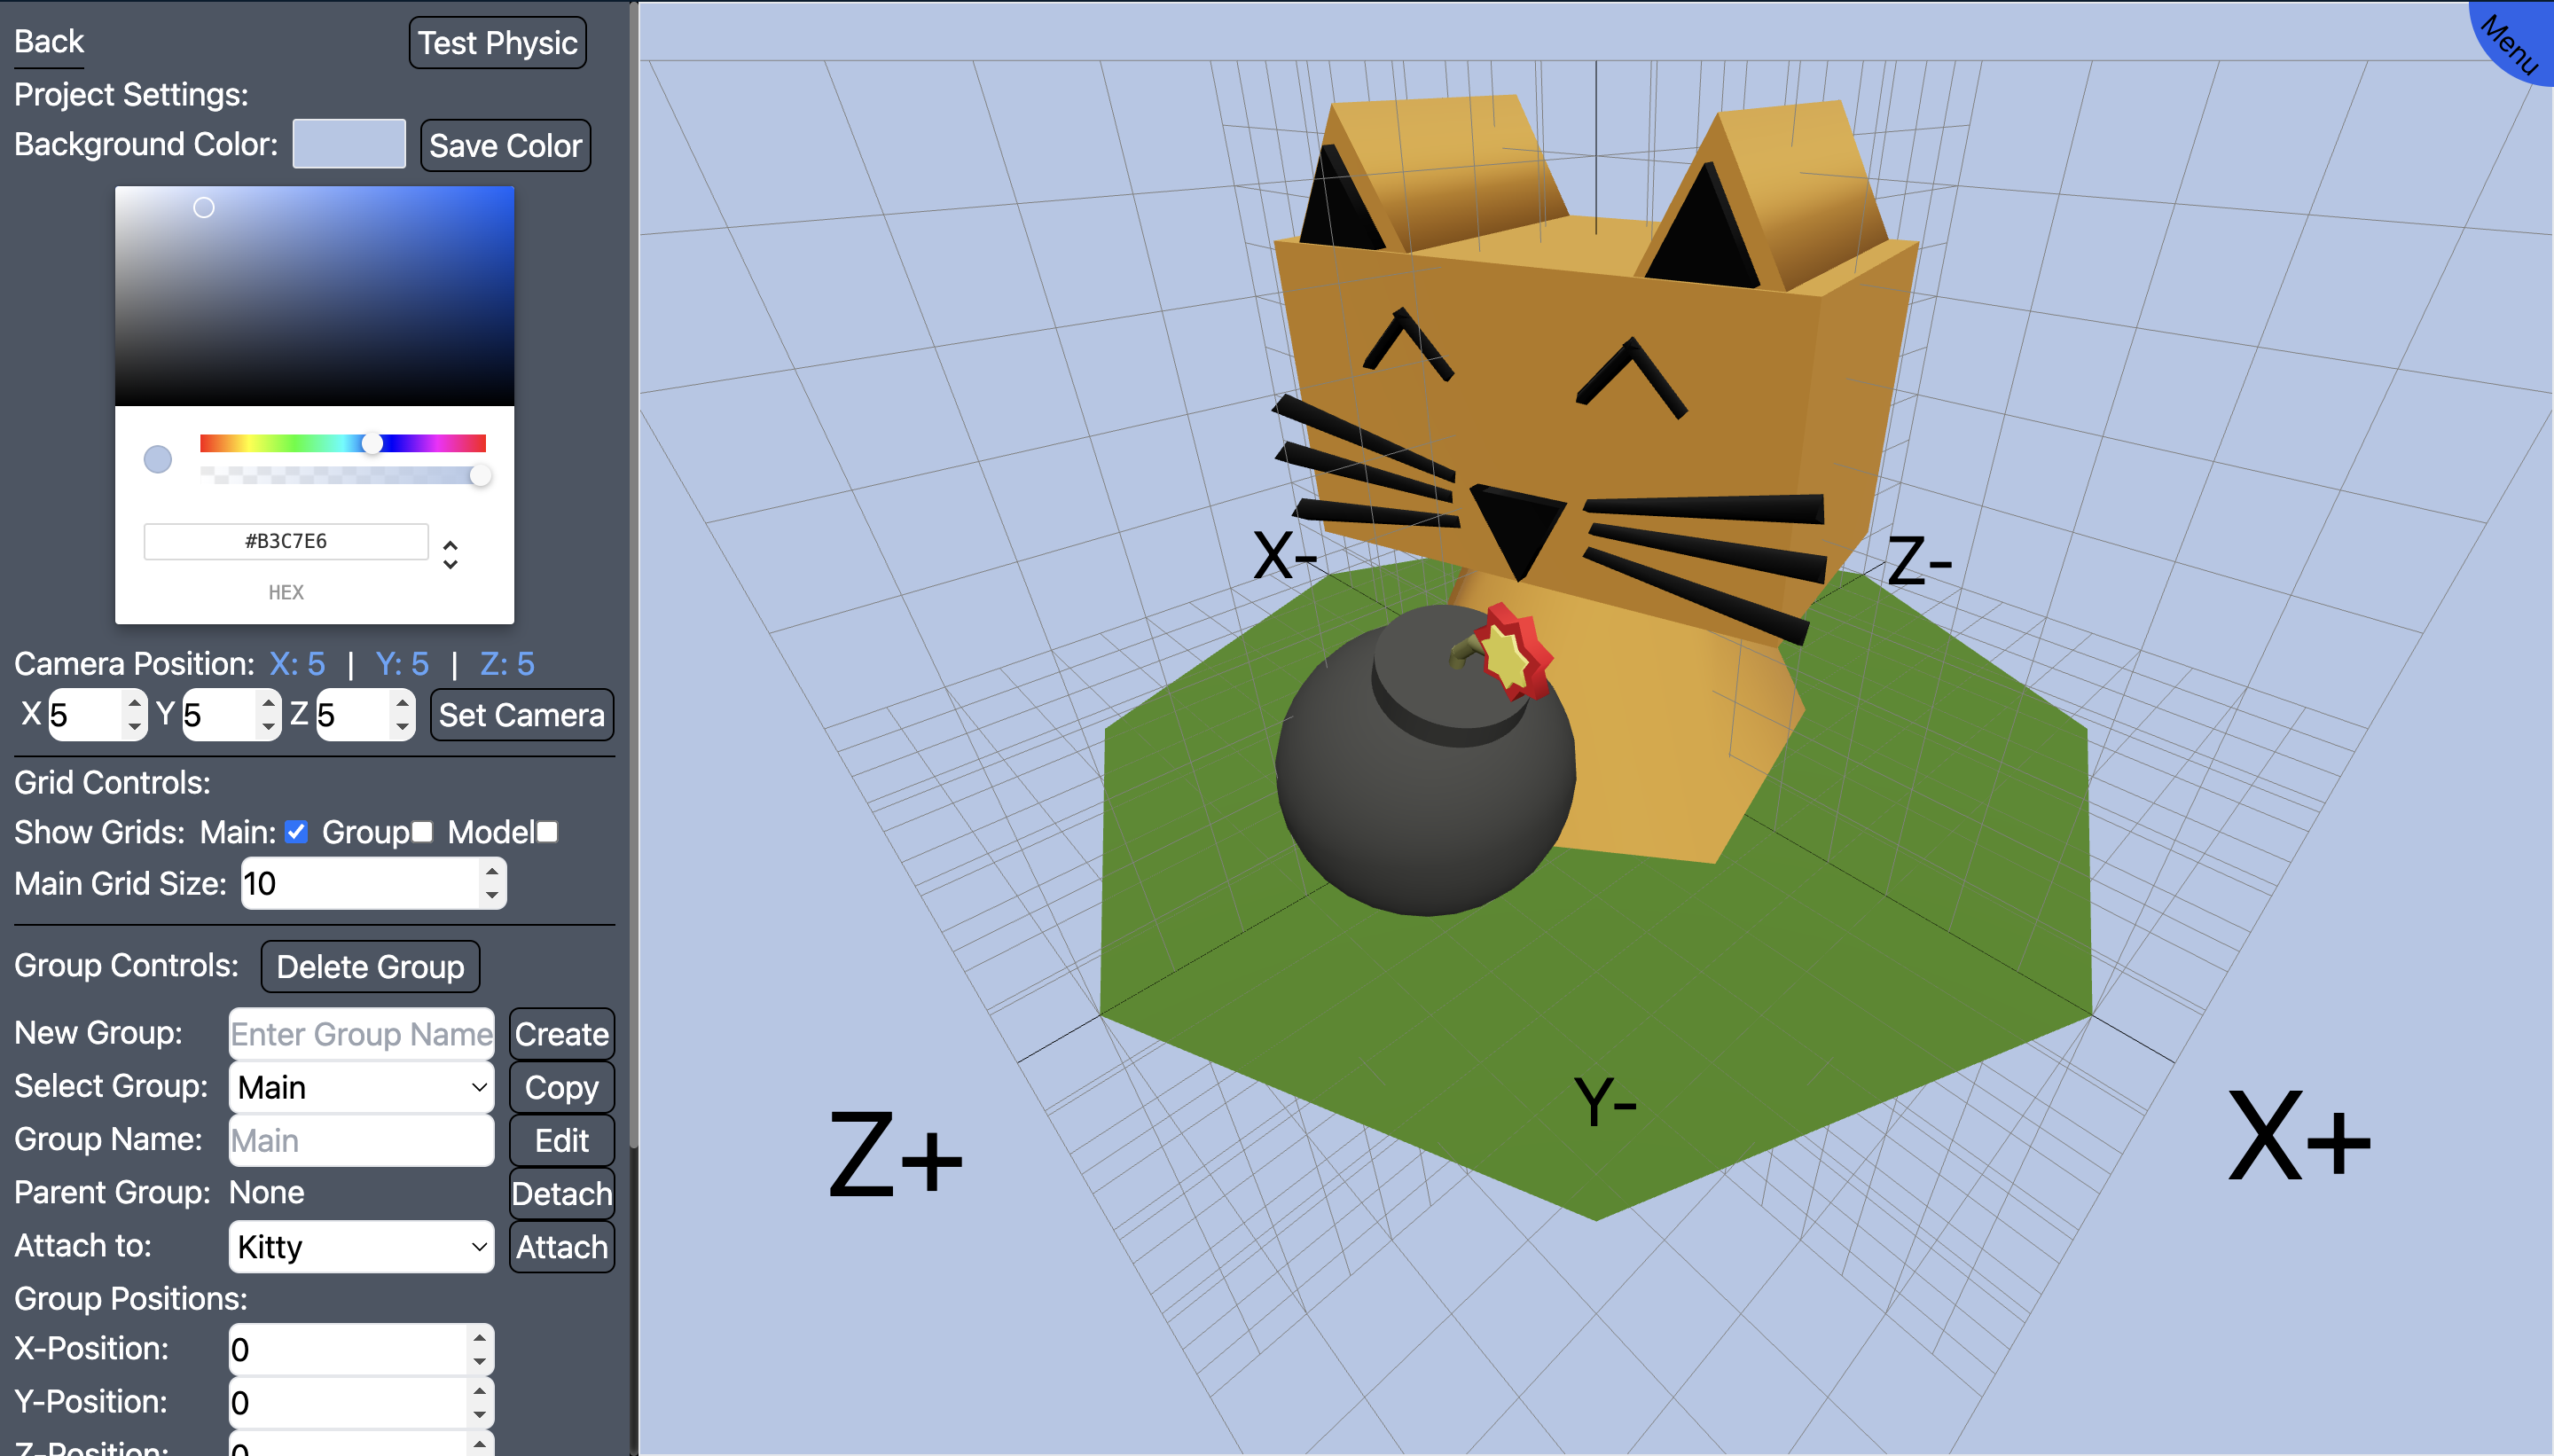 Back
Test Physic
Project Settings:
Background Color:
Save Color
#B3C7E6
HEX
Camera Position: X: 5 | Y: 5 | Z: 5
X 5 Y 5 Z 5 Set Camera
Grid Controls:
Show Grids: Main: Group Model
Main Grid Size: 10
Group Controls: Delete Group
New Group: Enter Group Name Create
Select Group: Main Copy
Group Name: Main Edit
Parent Group: None Detach
Attach to: Kitty Attach
Group Positions:
X-Position: 0
Y-Position: 0
Z-Position: 0
Menu
X-
Z-
Y-
Z+
X+